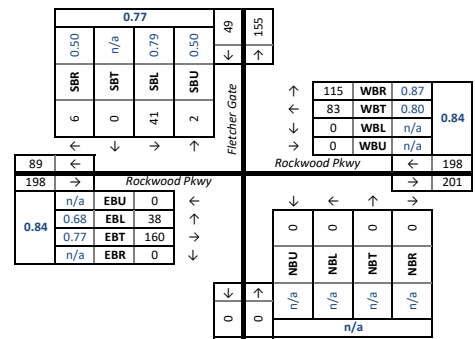 0.77
0.50 n/a 0.79 0.50
SBR SBT SBL SBU
6 0 41 2
← ↓ → ↑
49 155
↓ ↑
Fletcher Gate
↑ 115 WBR 0.87
← 83 WBT 0.80
↓ 0 WBL n/a
→ 0 WBU n/a
0.84
89 ←
Rockwood Pkwy
← 198
198 →
Rockwood Pkwy
→ 201
0.84
n/a EBU 0 ←
0.68 EBL 38 ↑
0.77 EBT 160 →
n/a EBR 0 ↓
↓ ← ↑ →
0 0 0 0
NBU NBL NBT NBR
n/a n/a n/a n/a
n/a
↓ ↑
0 0